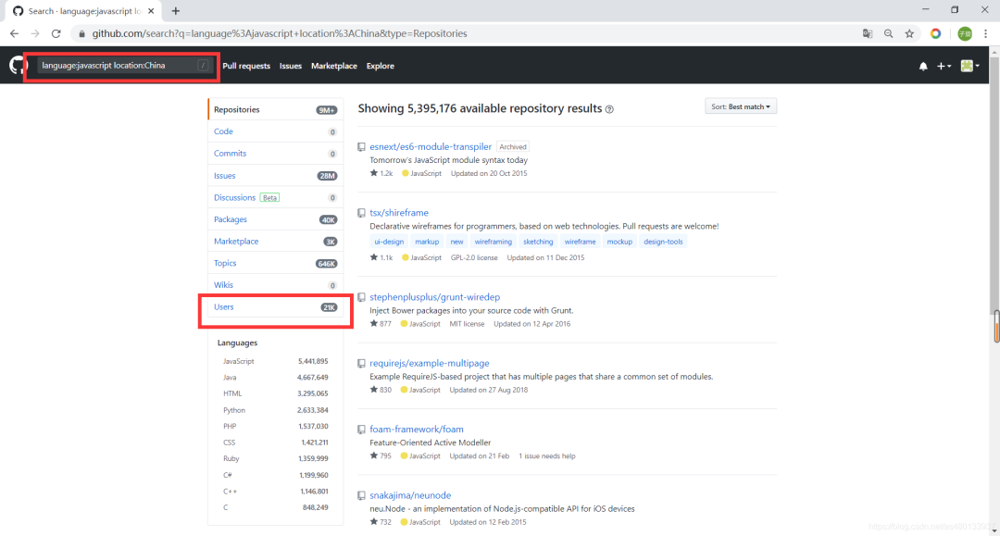 Search · language:javascript lo
github.com/search?q=language%3Ajavascript+location%3AChina&type=Repositories
language:javascript location:China /
Pull requests Issues Marketplace Explore
Repositories 9M+
Code 0
Commits 0
Issues 28M
Discussions Beta 0
Packages 40K
Marketplace 3K
Topics 646K
Wikis 0
Users 21K
Languages
JavaScript 5,441,895
Java 4,667,649
HTML 3,295,065
Python 2,633,384
PHP 1,537,030
CSS 1,421,211
Ruby 1,359,999
C# 1,199,960
C++ 1,146,801
C 848,249
Showing 5,395,176 available repository results
Sort: Best match
esnext/es6-module-transpiler Archived
Tomorrow's JavaScript module syntax today
1.2k JavaScript Updated on 20 Oct 2015
tsx/shireframe
Declarative wireframes for programmers, based on web technologies. Pull requests are welcome!
ui-design markup new wireframing sketching wireframe mockup design-tools
1.1k JavaScript GPL-2.0 license Updated on 11 Dec 2015
stephenplusplus/grunt-wiredep
Inject Bower packages into your source code with Grunt.
877 JavaScript MIT license Updated on 12 Apr 2016
requirejs/example-multipage
Example RequireJS-based project that has multiple pages that share a common set of modules.
830 JavaScript Updated on 27 Aug 2018
foam-framework/foam
Feature-Oriented Active Modeller
795 JavaScript Updated on 21 Feb 1 issue needs help
snakajima/neunode
neu.Node - an implementation of Node.js-compatible API for iOS devices
732 JavaScript Updated on 12 Feb 2015